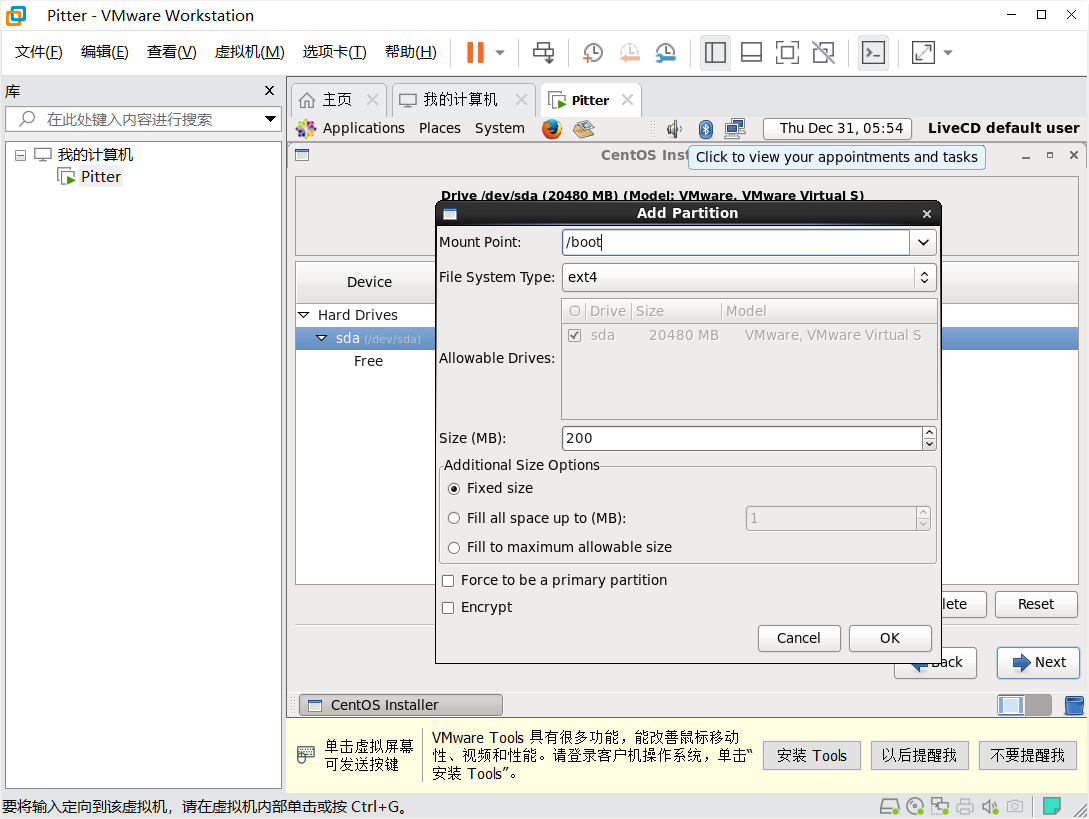 Pitter - VMware Workstation
文件(F) 编辑(E) 查看(V) 虚拟机(M) 选项卡(T) 帮助(H)
库
在此处键入内容进行搜索
我的计算机
Pitter
主页 我的计算机 Pitter
Applications Places System Thu Dec 31, 05:54 LiveCD default user
CentOS Inst
Click to view your appointments and tasks
Drive /dev/sda (20480 MB) (Model: VMware, VMware Virtual S)
Add Partition
Device
Hard Drives
sda (/dev/sda)
Free
Mount Point: /boot
File System Type: ext4
Drive Size Model
sda 20480 MB VMware, VMware Virtual S
Allowable Drives:
Size (MB): 200
Additional Size Options
Fixed size
Fill all space up to (MB): 1
Fill to maximum allowable size
Force to be a primary partition
Encrypt
Cancel OK
lete Reset
Back Next
CentOS Installer
单击虚拟屏幕
可发送按键
VMware Tools 具有很多功能，能改善鼠标移动
性、视频和性能。请登录客户机操作系统，单击“
安装 Tools”。
安装 Tools 以后提醒我 不要提醒我
要将输入定向到该虚拟机，请在虚拟机内部单击或按 Ctrl+G。